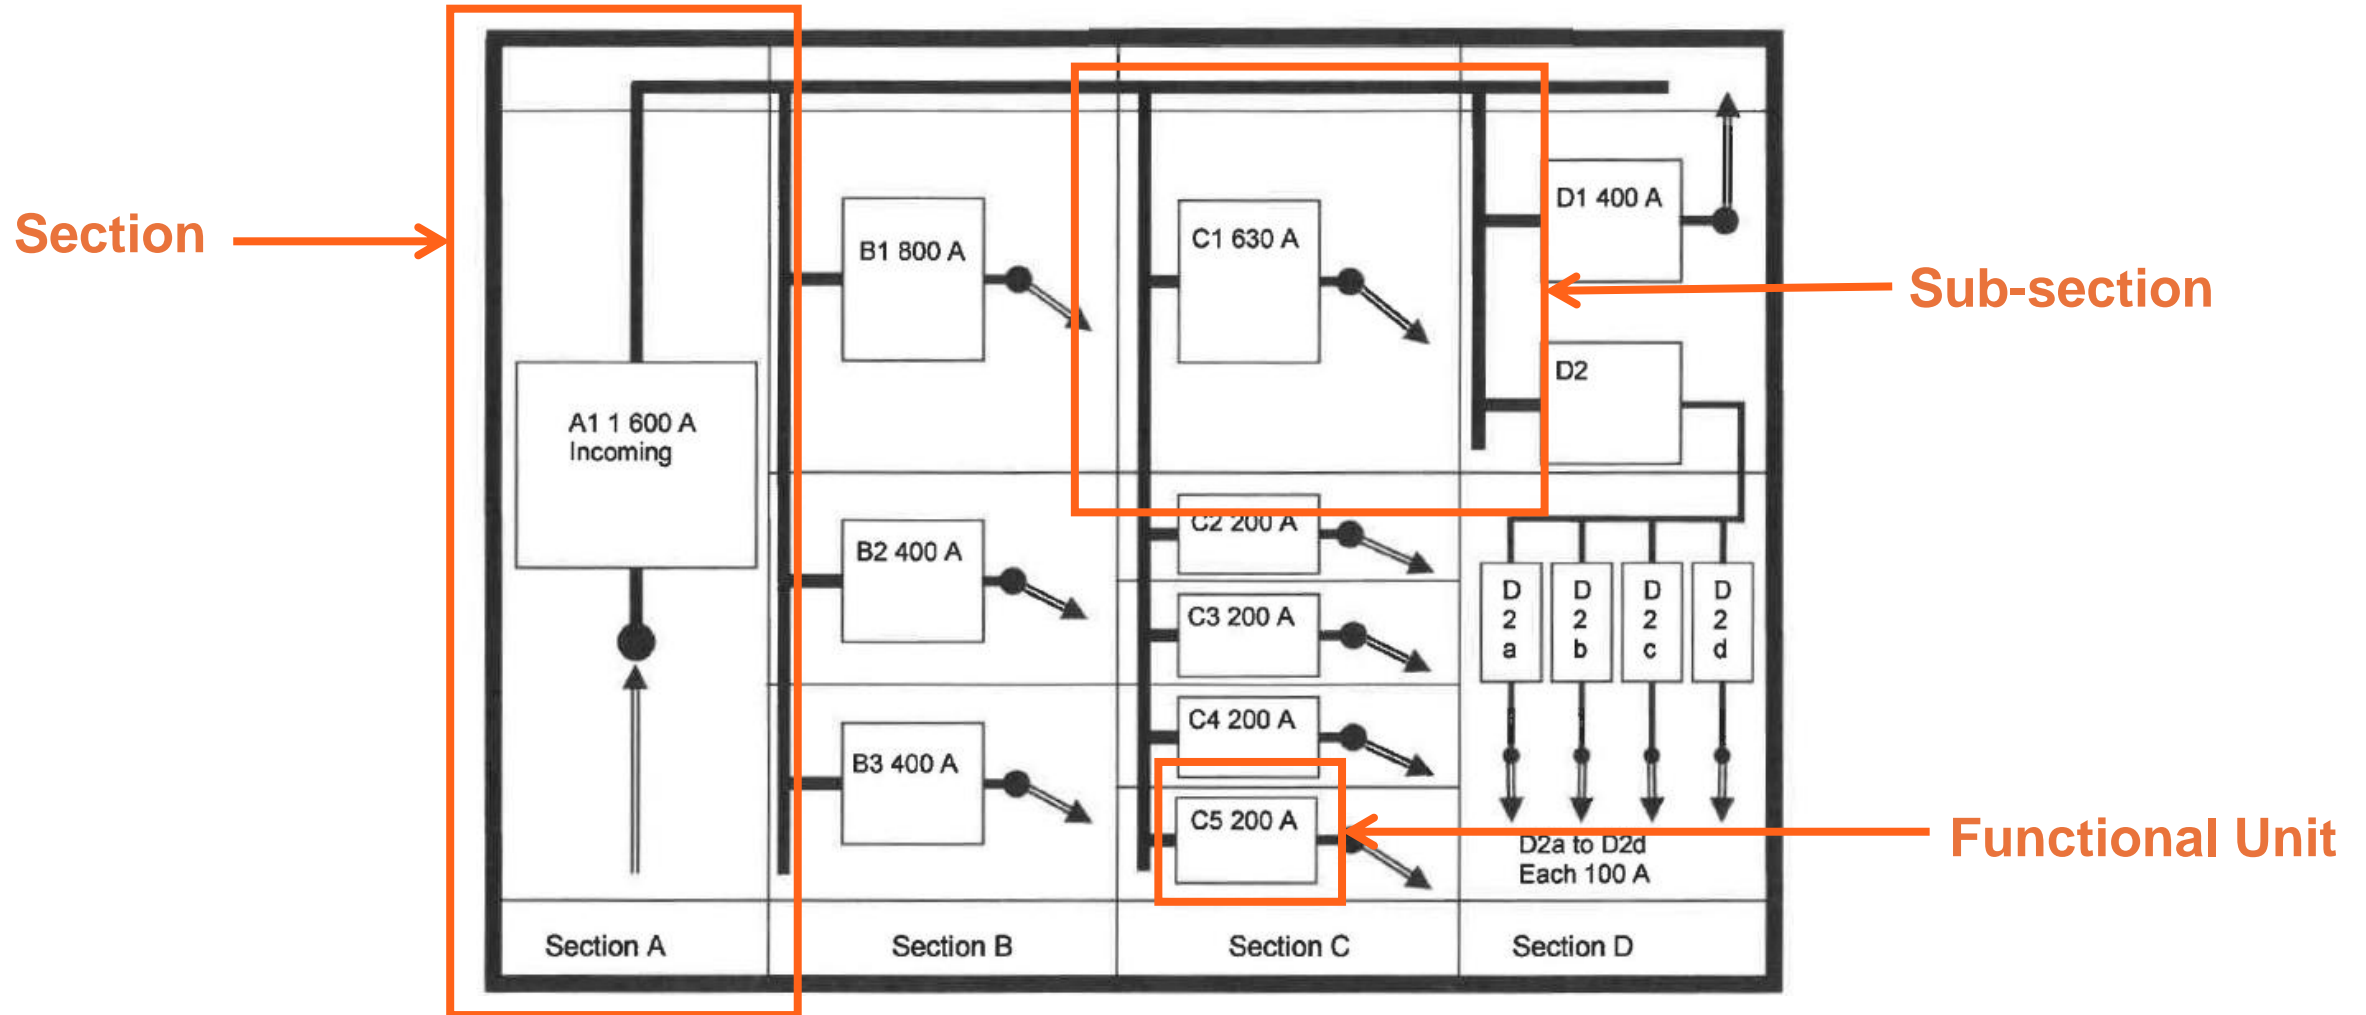 Section
Sub-section
Functional Unit
A1 1 600 A
Incoming
B1 800 A
B2 400 A
B3 400 A
C1 630 A
C2 200 A
C3 200 A
C4 200 A
C5 200 A
D1 400 A
D2
D
2
a
D
2
b
D
2
c
D
2
d
D2a to D2d
Each 100 A
Section A
Section B
Section C
Section D